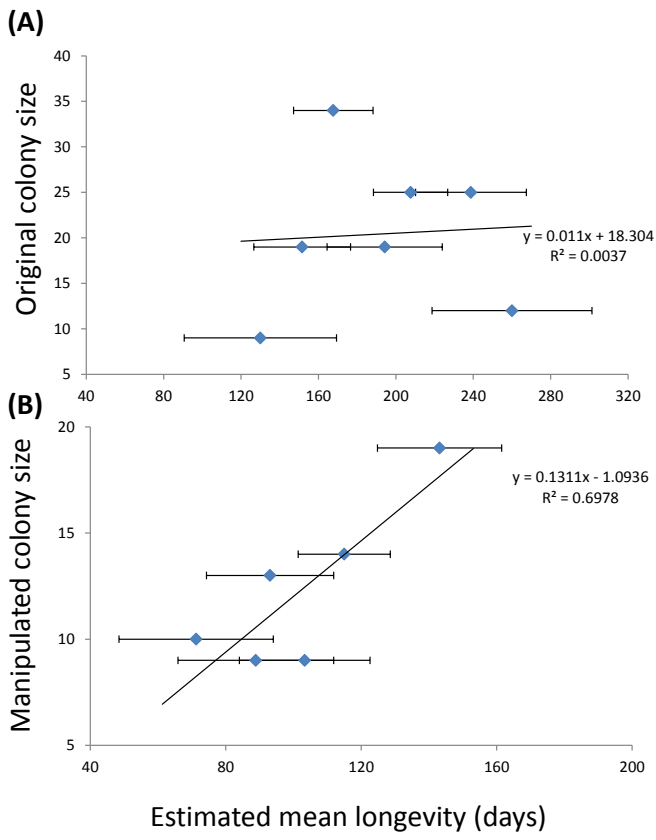 (A)
Original colony size
40
35
30
25
20
15
10
5
y = 0.011x + 18.304
R² = 0.0037
40
80
120
160
200
240
280
320
(B)
Manipulated colony size
20
15
10
5
y = 0.1311x - 1.0936
R² = 0.6978
40
80
120
160
200
Estimated mean longevity (days)